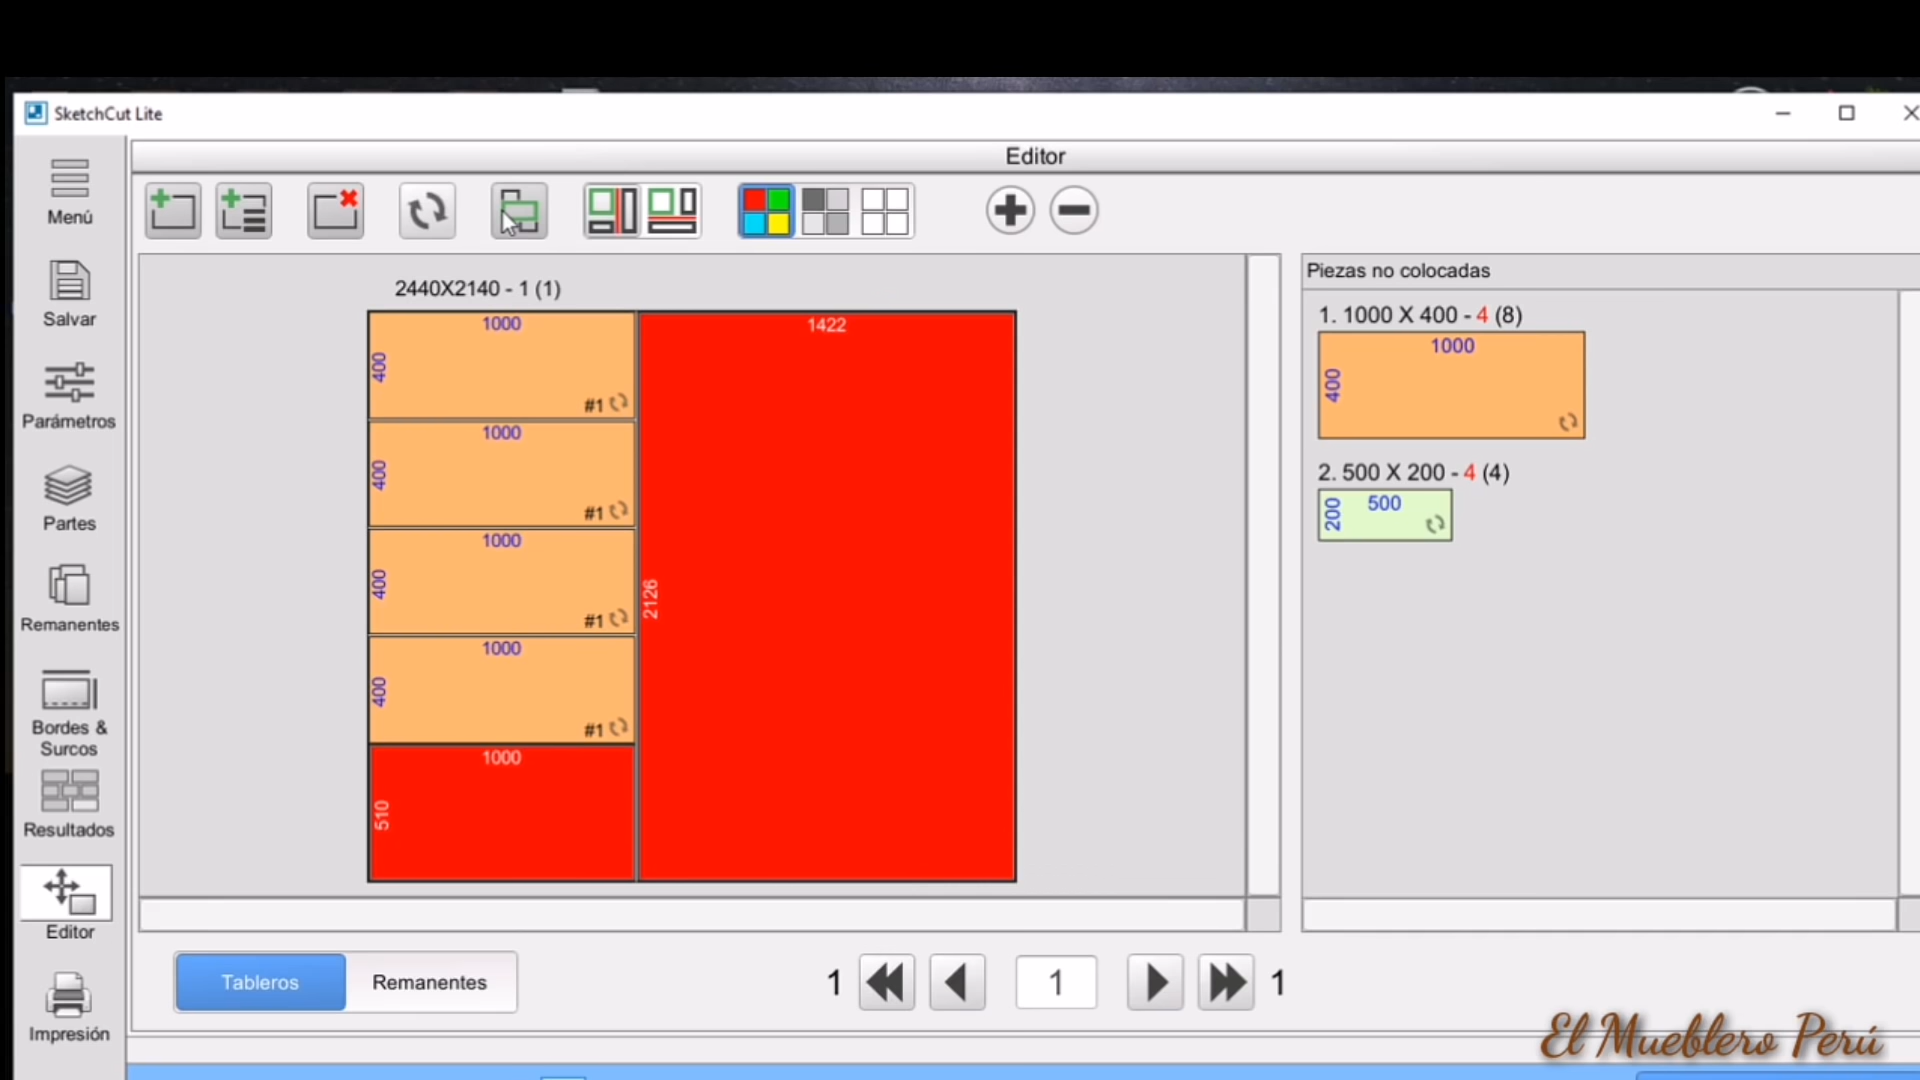 SketchCut Lite
Editor
Menú
Salvar
Parámetros
Partes
Remanentes
Bordes &
Surcos
Resultados
Editor
Impresión
2440X2140 - 1 (1)
1000
400
#1
1000
400
#1
1000
400
#1
1000
400
#1
1000
510
1422
2126
Piezas no colocadas
1. 1000 X 400 - 4 (8)
1000
400
2. 500 X 200 - 4 (4)
500
200
Tableros
Remanentes
1
1
1
El Mueblero Perú